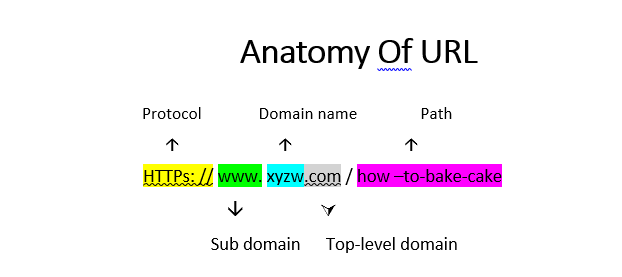 Anatomy Of URL
Protocol Domain name Path
HTTPs: // www. xyzw.com / how –to-bake-cake
Sub domain Top-level domain